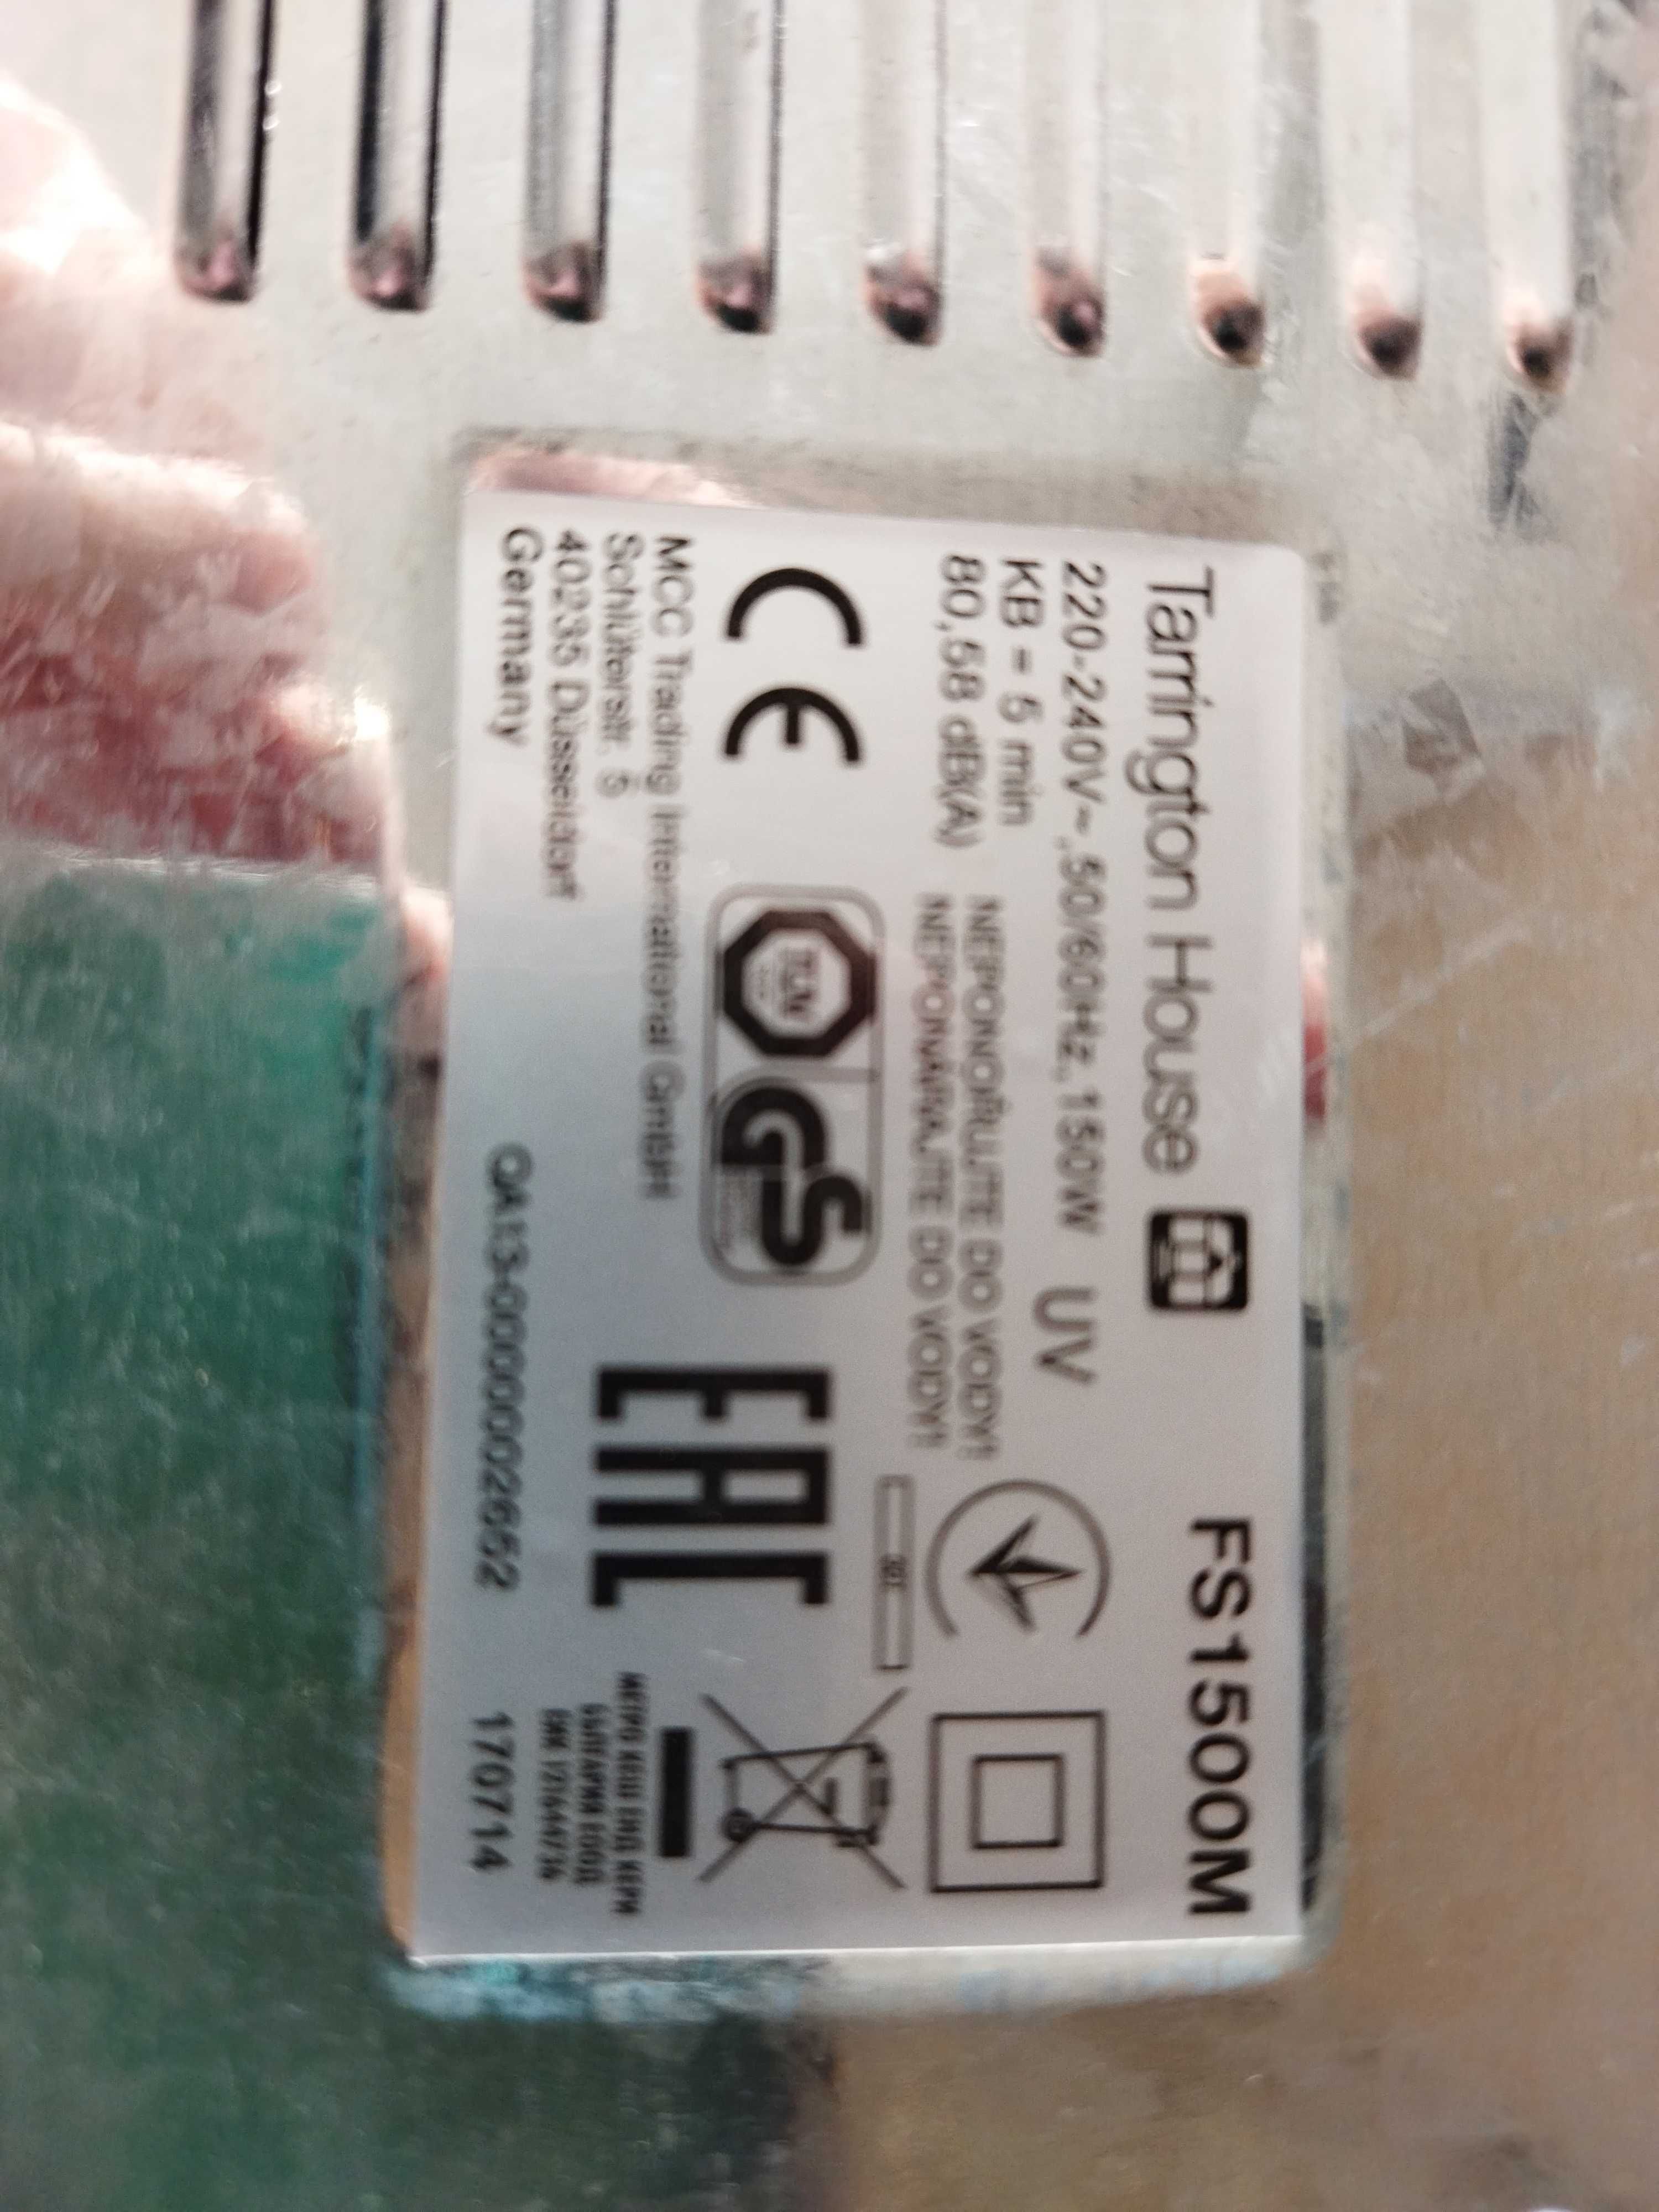 Tarrington House FS1500M
220-240V~, 50/60Hz, 150W UV
KB = 5 min
80,58 dB(A)
NEPONOŘUJTE DO VODY!
NEPONÁRAJTE DO VODY!
CE
TÜV
GS
EAC
MCC Trading International GmbH
Schlüterstr. 5
40235 Düsseldorf
Germany
QA13-0000002652
170714